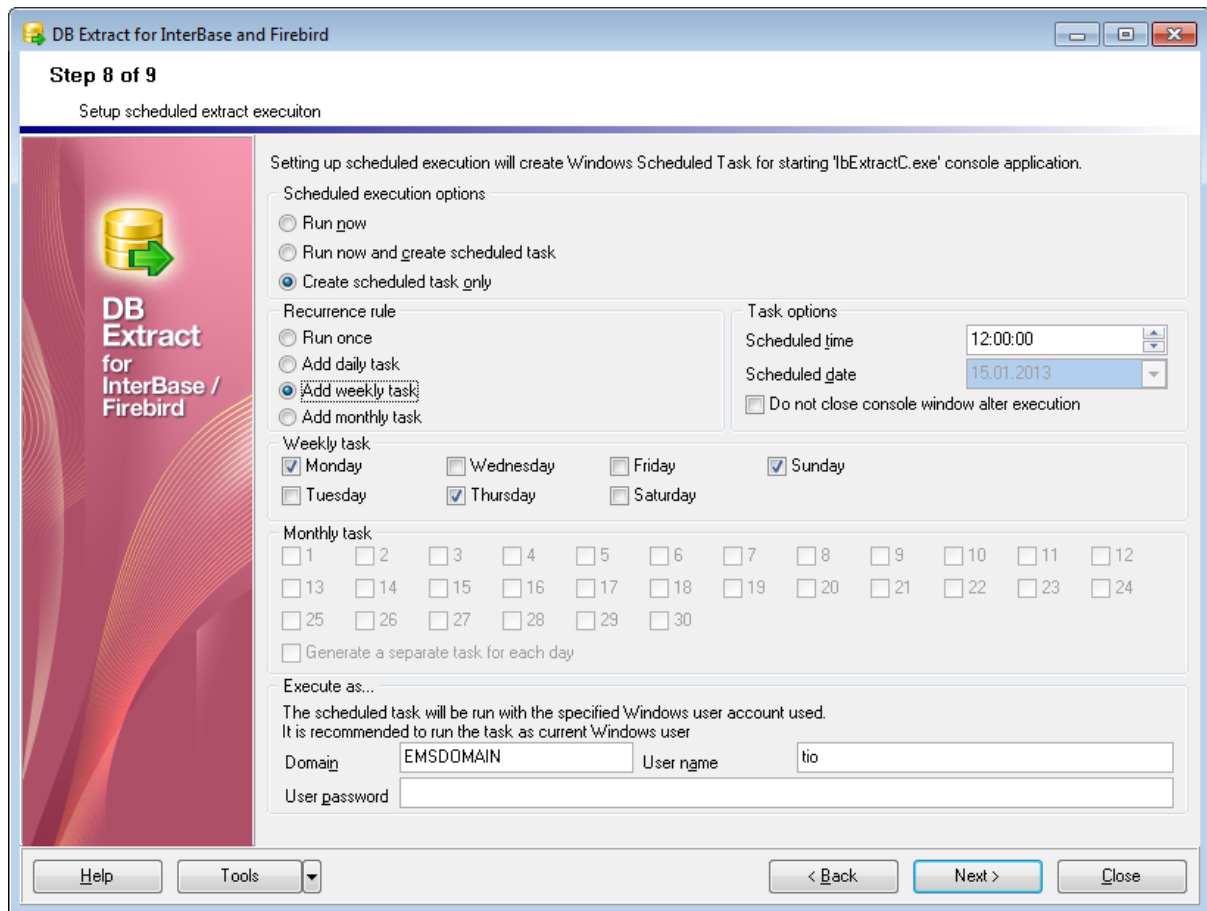 DB Extract for InterBase and Firebird
Step 8 of 9
Setup scheduled extract execuiton
DB
Extract
for
InterBase /
Firebird
Setting up scheduled execution will create Windows Scheduled Task for starting 'IbExtractC.exe' console application.
Scheduled execution options
Run now
Run now and create scheduled task
Create scheduled task only
Recurrence rule
Run once
Add daily task
Add weekly task
Add monthly task
Task options
Scheduled time 12:00:00
Scheduled date 15.01.2013
Do not close console window alter execution
Weekly task
Monday Wednesday Friday Sunday
Tuesday Thursday Saturday
Monthly task
1 2 3 4 5 6 7 8 9 10 11 12
13 14 15 16 17 18 19 20 21 22 23 24
25 26 27 28 29 30
Generate a separate task for each day
Execute as...
The scheduled task will be run with the specified Windows user account used.
It is recommended to run the task as current Windows user
Domain EMSDOMAIN User name tio
User password
Help Tools < Back Next > Close